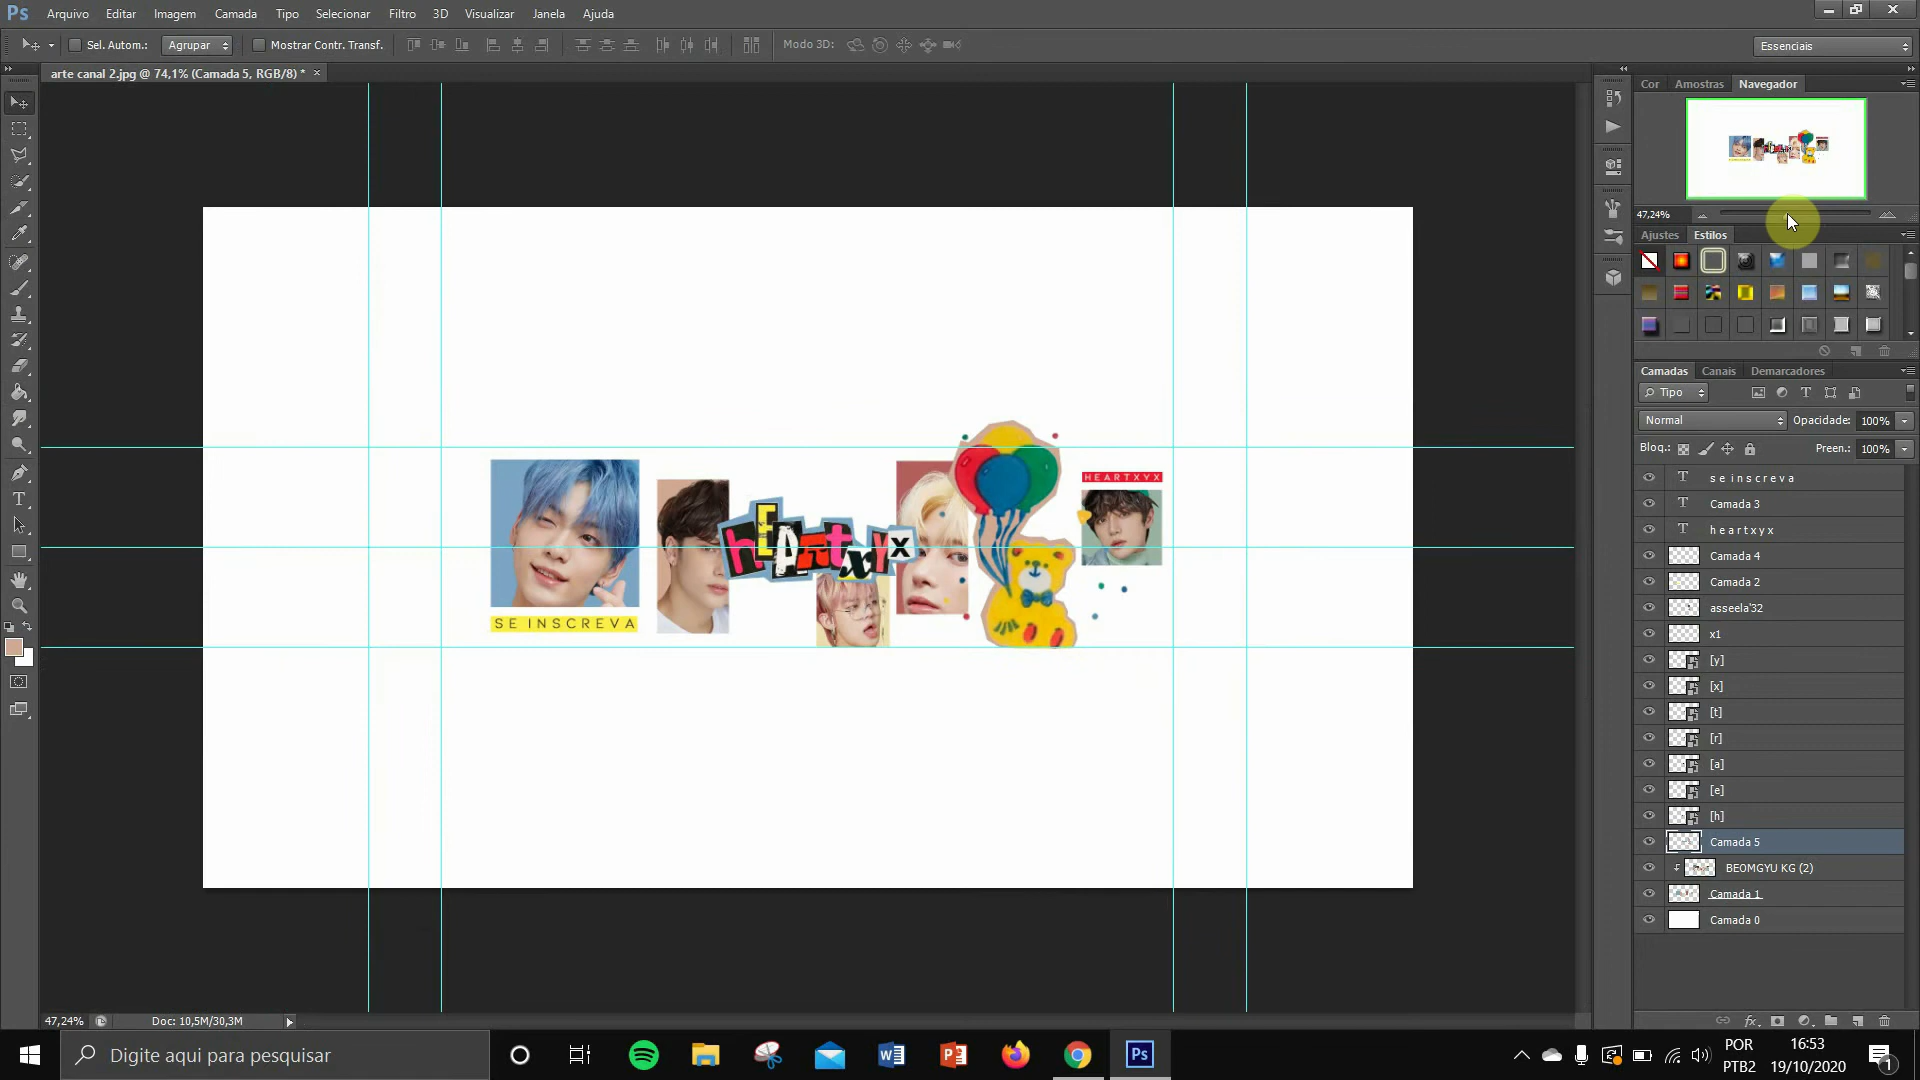 Ps Arquivo Editar Imagem Camada Tipo Selecionar Filtro 3D Visualizar Janela Ajuda
Sel. Autom.: Agrupar Mostrar Contr. Transf. Modo 3D: Essenciais
arte canal 2.jpg @ 74,1% (Camada 5, RGB/8) * ×
Cor Amostras Navegador
47,24%
Ajustes Estilos
Camadas Canais Demarcadores
Tipo
Normal Opacidade: 100%
Bloq.: Preen.: 100%
s e i n s c r e v a
Camada 3
h e a r t x y x
Camada 4
Camada 2
asseela'32
x1
[y]
[x]
[t]
[r]
[a]
[e]
[h]
Camada 5
BEOMGYU KG (2)
Camada 1
Camada 0
HEARTXYX
hEARtxYx
SE INSCREVA
47,24% Doc: 10,5M/30,3M
Digite aqui para pesquisar
POR
PTB2
16:53
19/10/2020
1